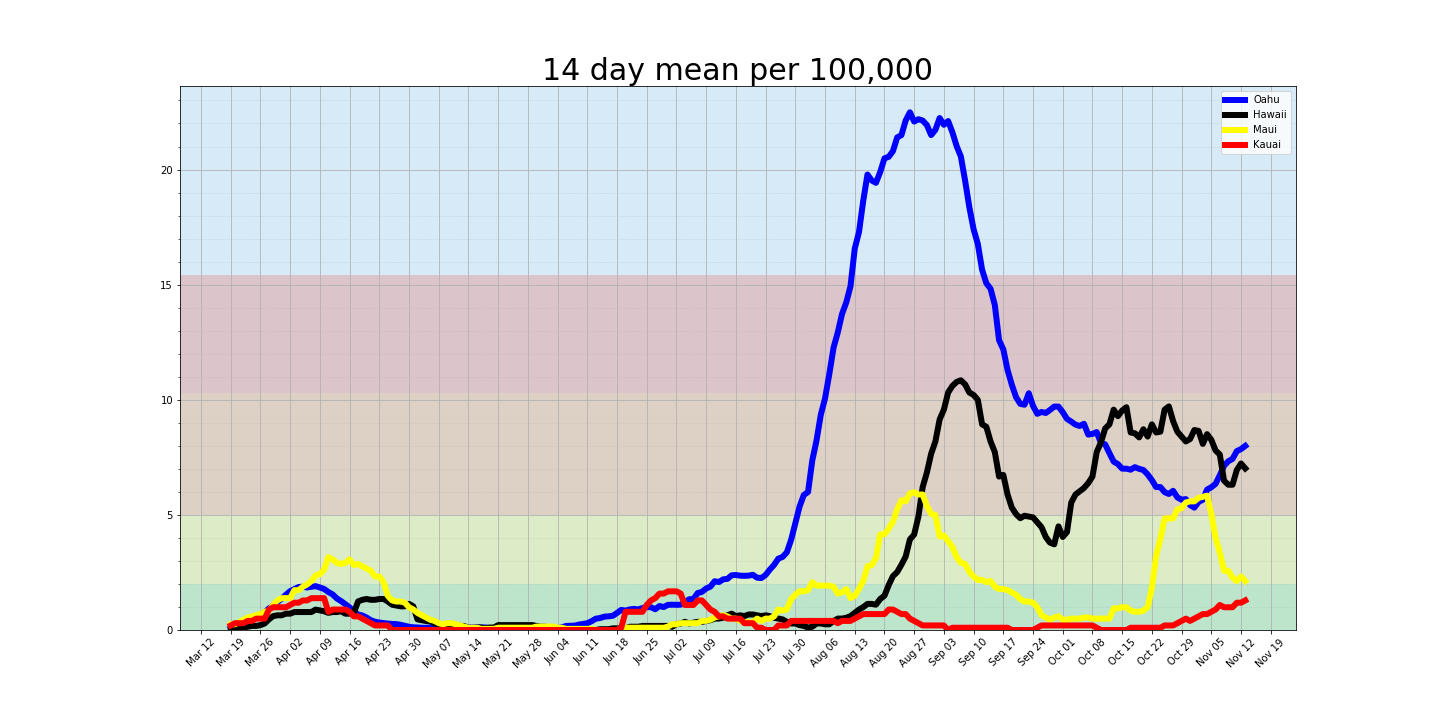 14 day mean per 100,000
Oahu
Hawaii
Maui
Kauai
20
15
10
5
0
Mar 12
Mar 19
Mar 26
Apr 02
Apr 09
Apr 16
Apr 23
Apr 30
May 07
May 14
May 21
May 28
Jun 04
Jun 11
Jun 18
Jun 25
Jul 02
Jul 09
Jul 16
Jul 23
Jul 30
Aug 06
Aug 13
Aug 20
Aug 27
Sep 03
Sep 10
Sep 17
Sep 24
Oct 01
Oct 08
Oct 15
Oct 22
Oct 29
Nov 05
Nov 12
Nov 19